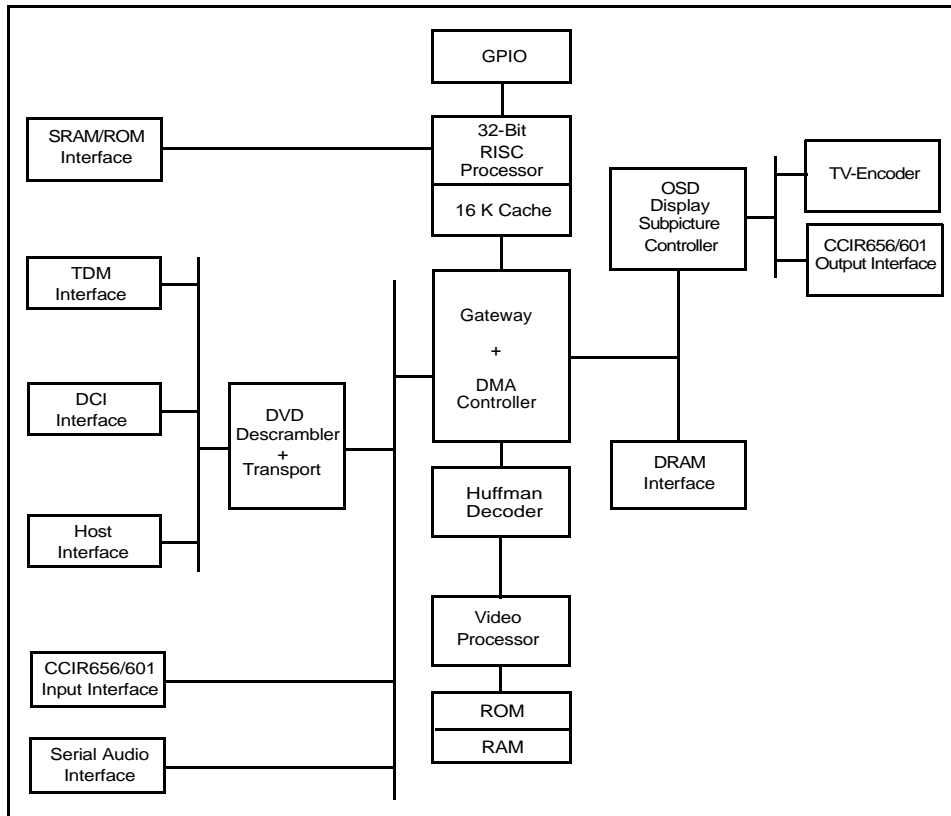 GPIO
SRAM/ROM
Interface
32-Bit
RISC
Processor
16 K Cache
OSD
Display
Subpicture
Controller
TV-Encoder
CCIR656/601
Output Interface
TDM
Interface
Gateway
+
DMA
Controller
DCI
Interface
DVD
Descrambler
+
Transport
DRAM
Interface
Huffman
Decoder
Host
Interface
Video
Processor
CCIR656/601
Input Interface
ROM
RAM
Serial Audio
Interface